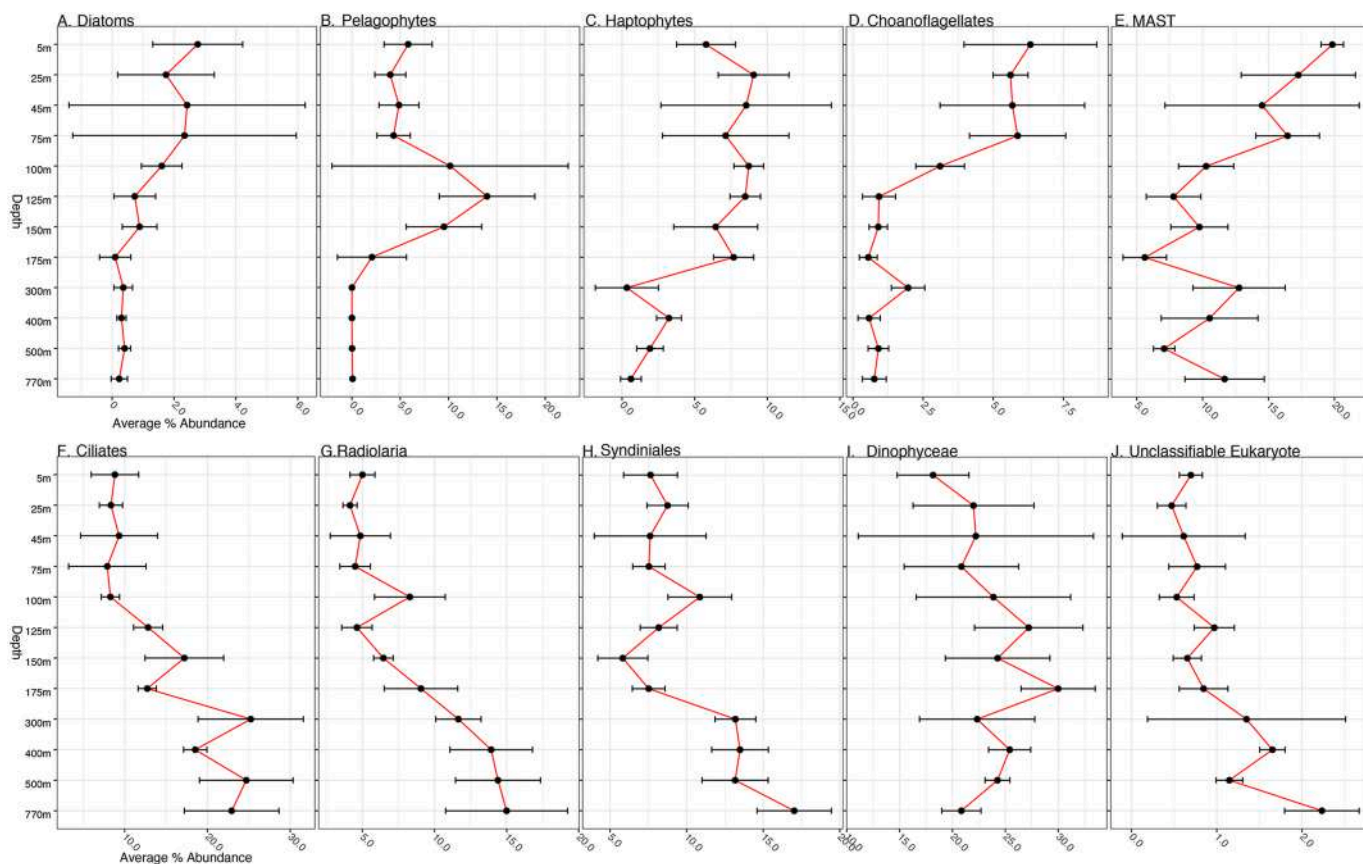 A. Diatoms
B. Pelagophytes
C. Haptophytes
D. Choanoflagellates
E. MAST
5m
25m
45m
75m
100m
125m
150m
175m
300m
400m
500m
770m
Depth
0 2.0 4.0 6.0
0 5.0 10.0 15.0 20.0
0.0 5.0 10.0 15.0
0.0 2.5 5.0 7.5
5.0 10.0 15.0 20.0
Average % Abundance
F. Ciliates
G.Radiolaria
H. Syndiniales
I. Dinophyceae
J. Unclassifiable Eukaryote
5m
25m
45m
75m
100m
125m
150m
175m
300m
400m
500m
770m
Depth
10.0 20.0 30.0
5.0 10.0 15.0
5.0 10.0 15.0 20.0
15.0 20.0 25.0 30.0
0.0 1.0 2.0
Average % Abundance